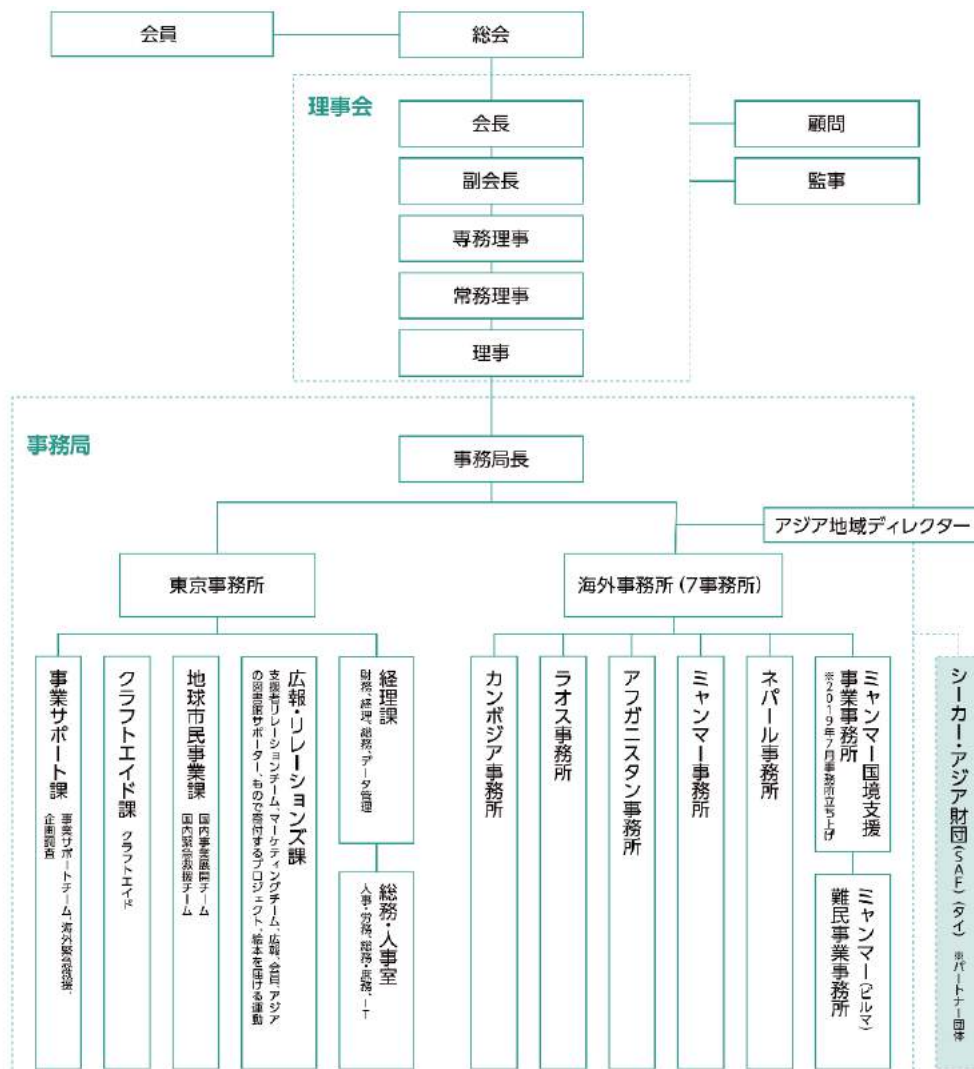 会員
総会
理事会
会長
副会長
専務理事
常務理事
理事
顧問
監事
事務局
事務局長
アジア地域ディレクター
東京事務所
海外事務所（7事務所）
事業サポート課
事業サポートチーム、海外緊急救援、
企画調査
クラフトエイド課 クラフトエイド
地球市民事業課
国内事業展開チーム
国内緊急救援チーム
広報・リレーションズ課
支援者リレーションチーム、マーケティングチーム、広報、会員、アジア
の図書館サポーター、もので寄付するプロジェクト、絵本を届ける運動
経理課
財務、経理、総務、データ管理
総務・人事室
人事・労務、総務・庶務、IT
カンボジア事務所
ラオス事務所
アフガニスタン事務所
ミャンマー事務所
ネパール事務所
ミャンマー国境支援
事業事務所
※2019年7月事務所立ち上げ
ミャンマー（ビルマ）
難民事業事務所
シーカー・アジア財団（SAF）（タイ） ※パートナー団体